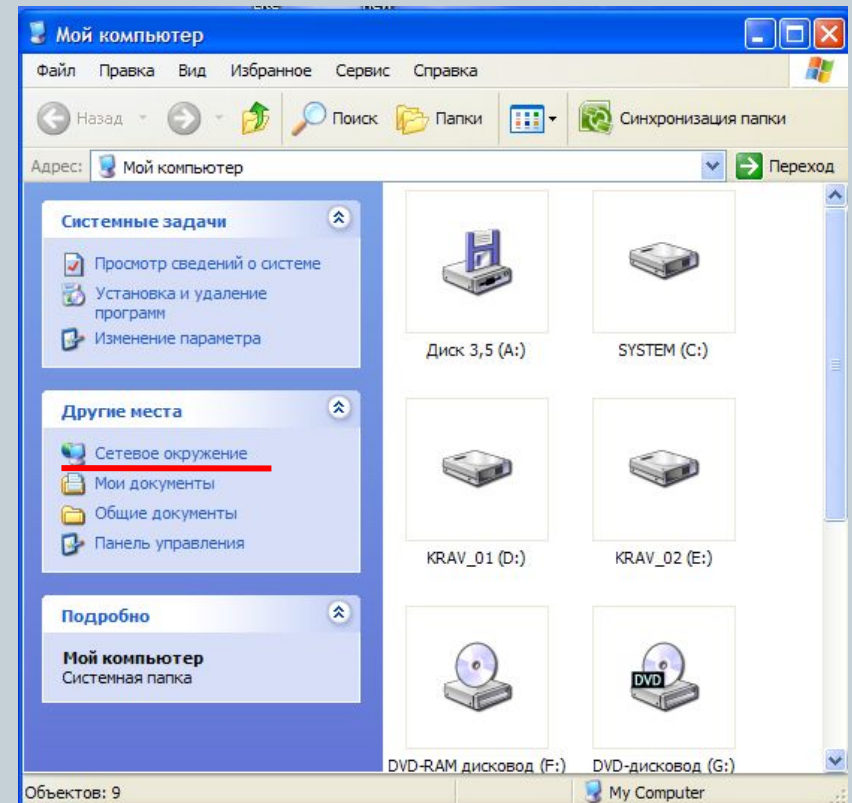 Мой компьютер
Файл Правка Вид Избранное Сервис Справка
Назад Поиск Папки Синхронизация папки
Адрес: Мой компьютер Переход
Системные задачи
Просмотр сведений о системе
Установка и удаление
программ
Изменение параметра
Другие места
Сетевое окружение
Мои документы
Общие документы
Панель управления
Подробно
Мой компьютер
Системная папка
Диск 3,5 (A:) SYSTEM (C:)
KRAV_01 (D:) KRAV_02 (E:)
DVD
DVD-RAM дисковод (F:) DVD-дисковод (G:)
Объектов: 9 My Computer